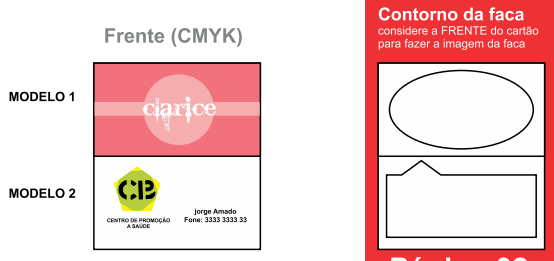 Frente (CMYK)
MODELO 1
clarice
MODELO 2
CB
CENTRO DE PROMOÇÃO
A SAÚDE
jorge Amado
Fone: 3333 3333 33
Contorno da faca
considere a FRENTE do cartão
para fazer a imagem da faca